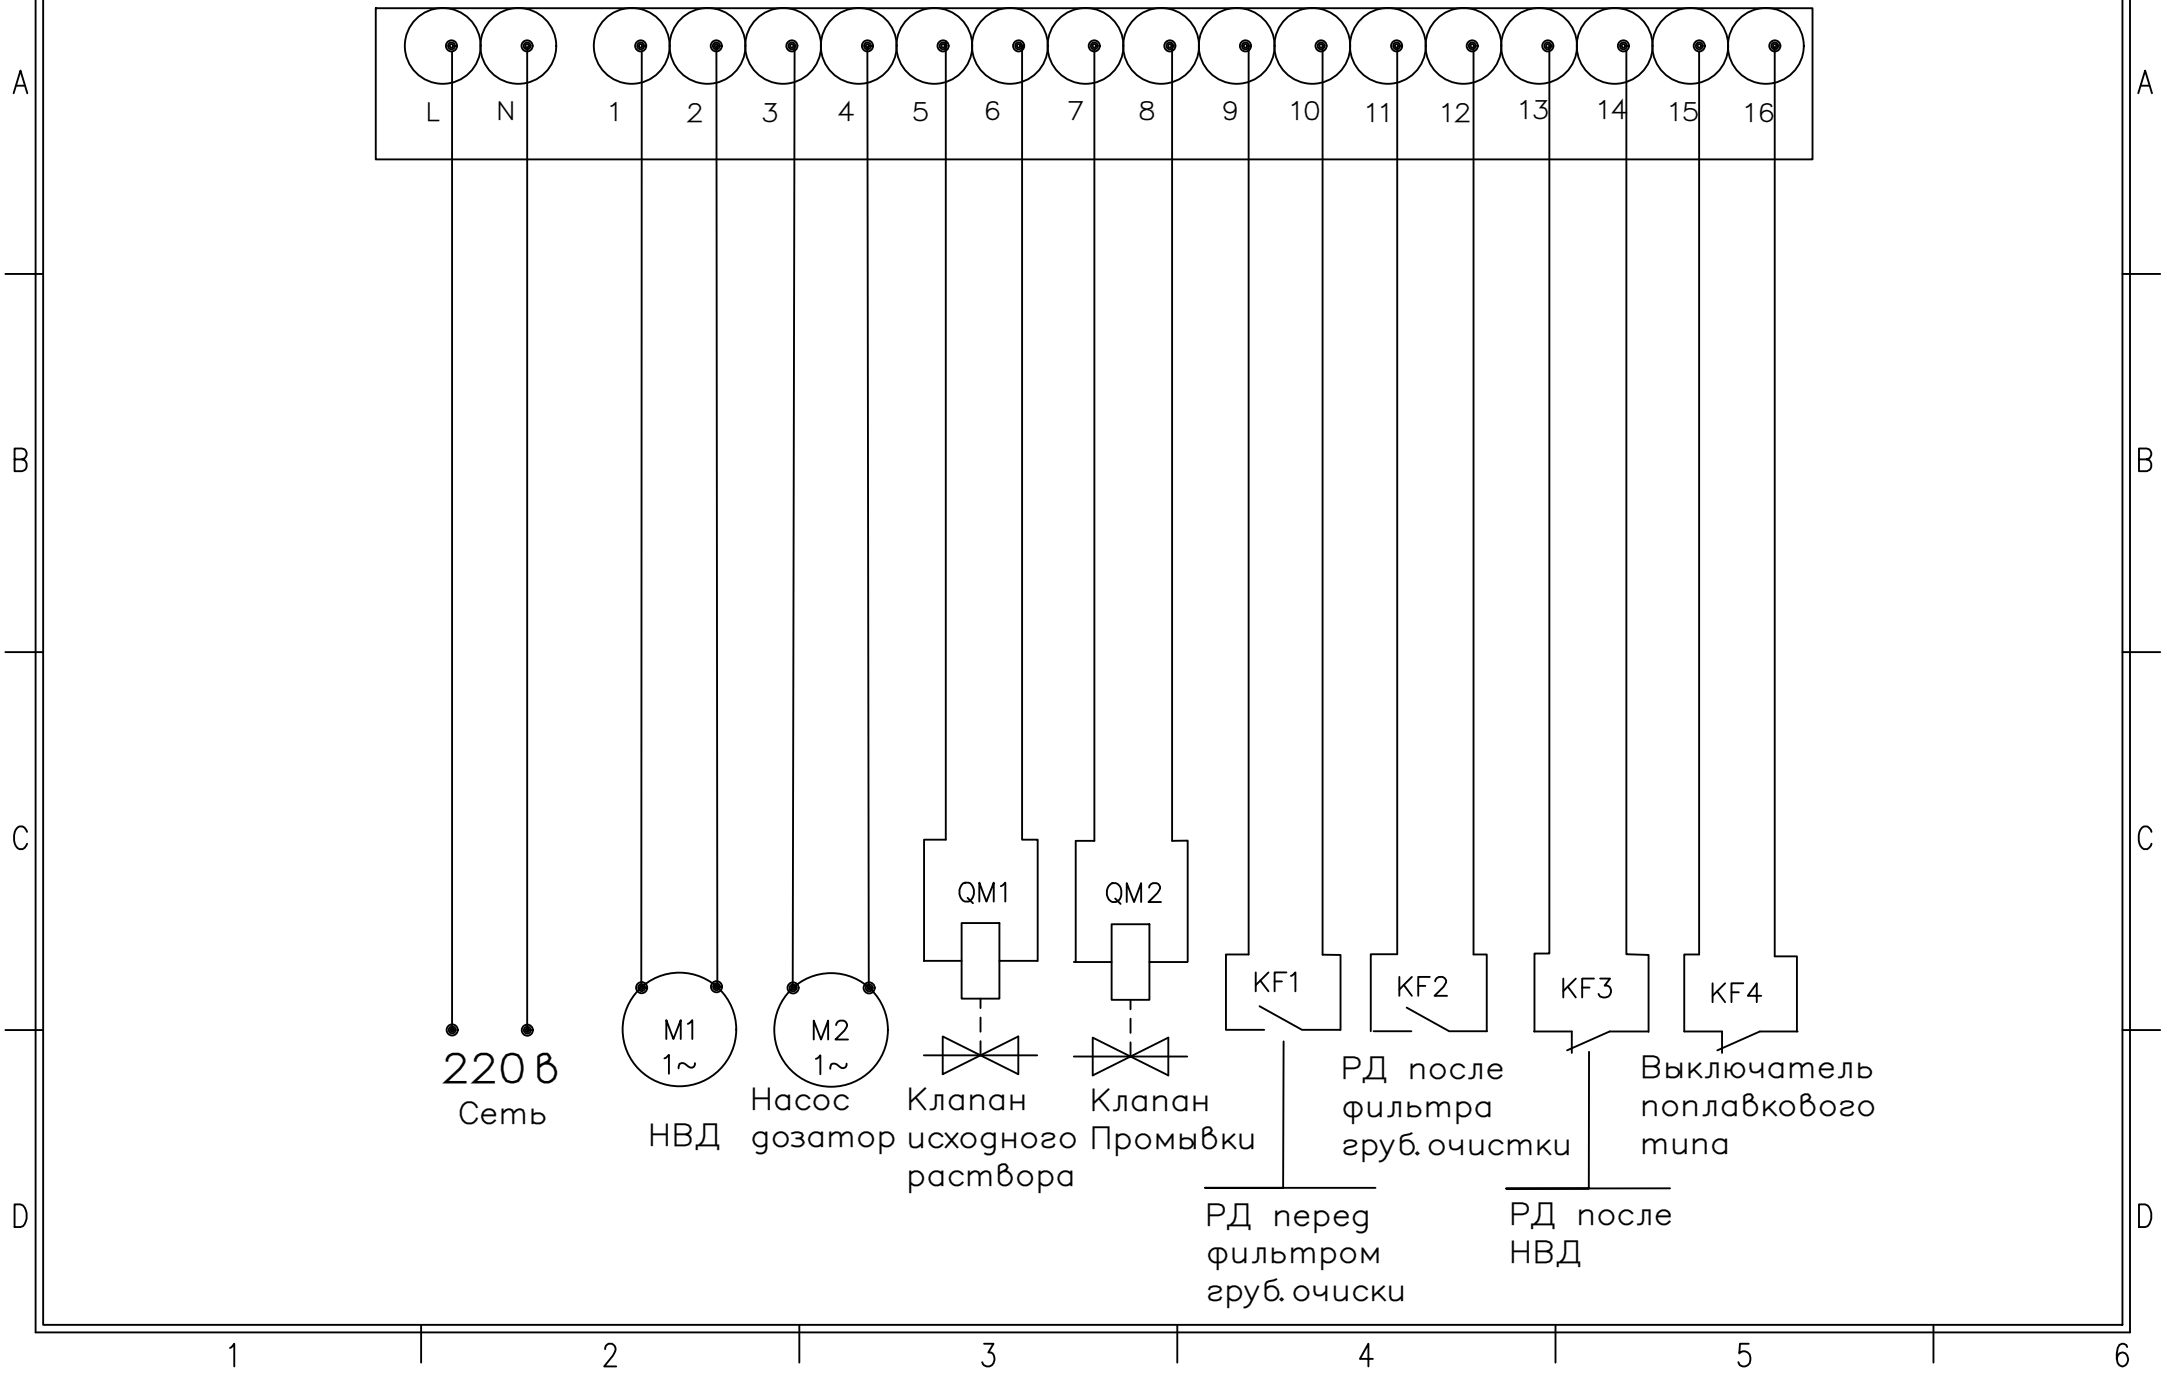 L N 1 2 3 4 5 6 7 8 9 10 11 12 13 14 15 16
A A
B B
C C
D D
QM1
QM2
KF1
KF2
KF3
KF4
M1
1~
M2
1~
220 в
Сеть
НВД
Насос
дозатор
Клапан
исходного
раствора
Клапан
Промывки
РД перед
фильтром
груб. очиски
РД после
фильтра
груб. очистки
РД после
НВД
Выключатель
поплавкового
типа
1 2 3 4 5 6